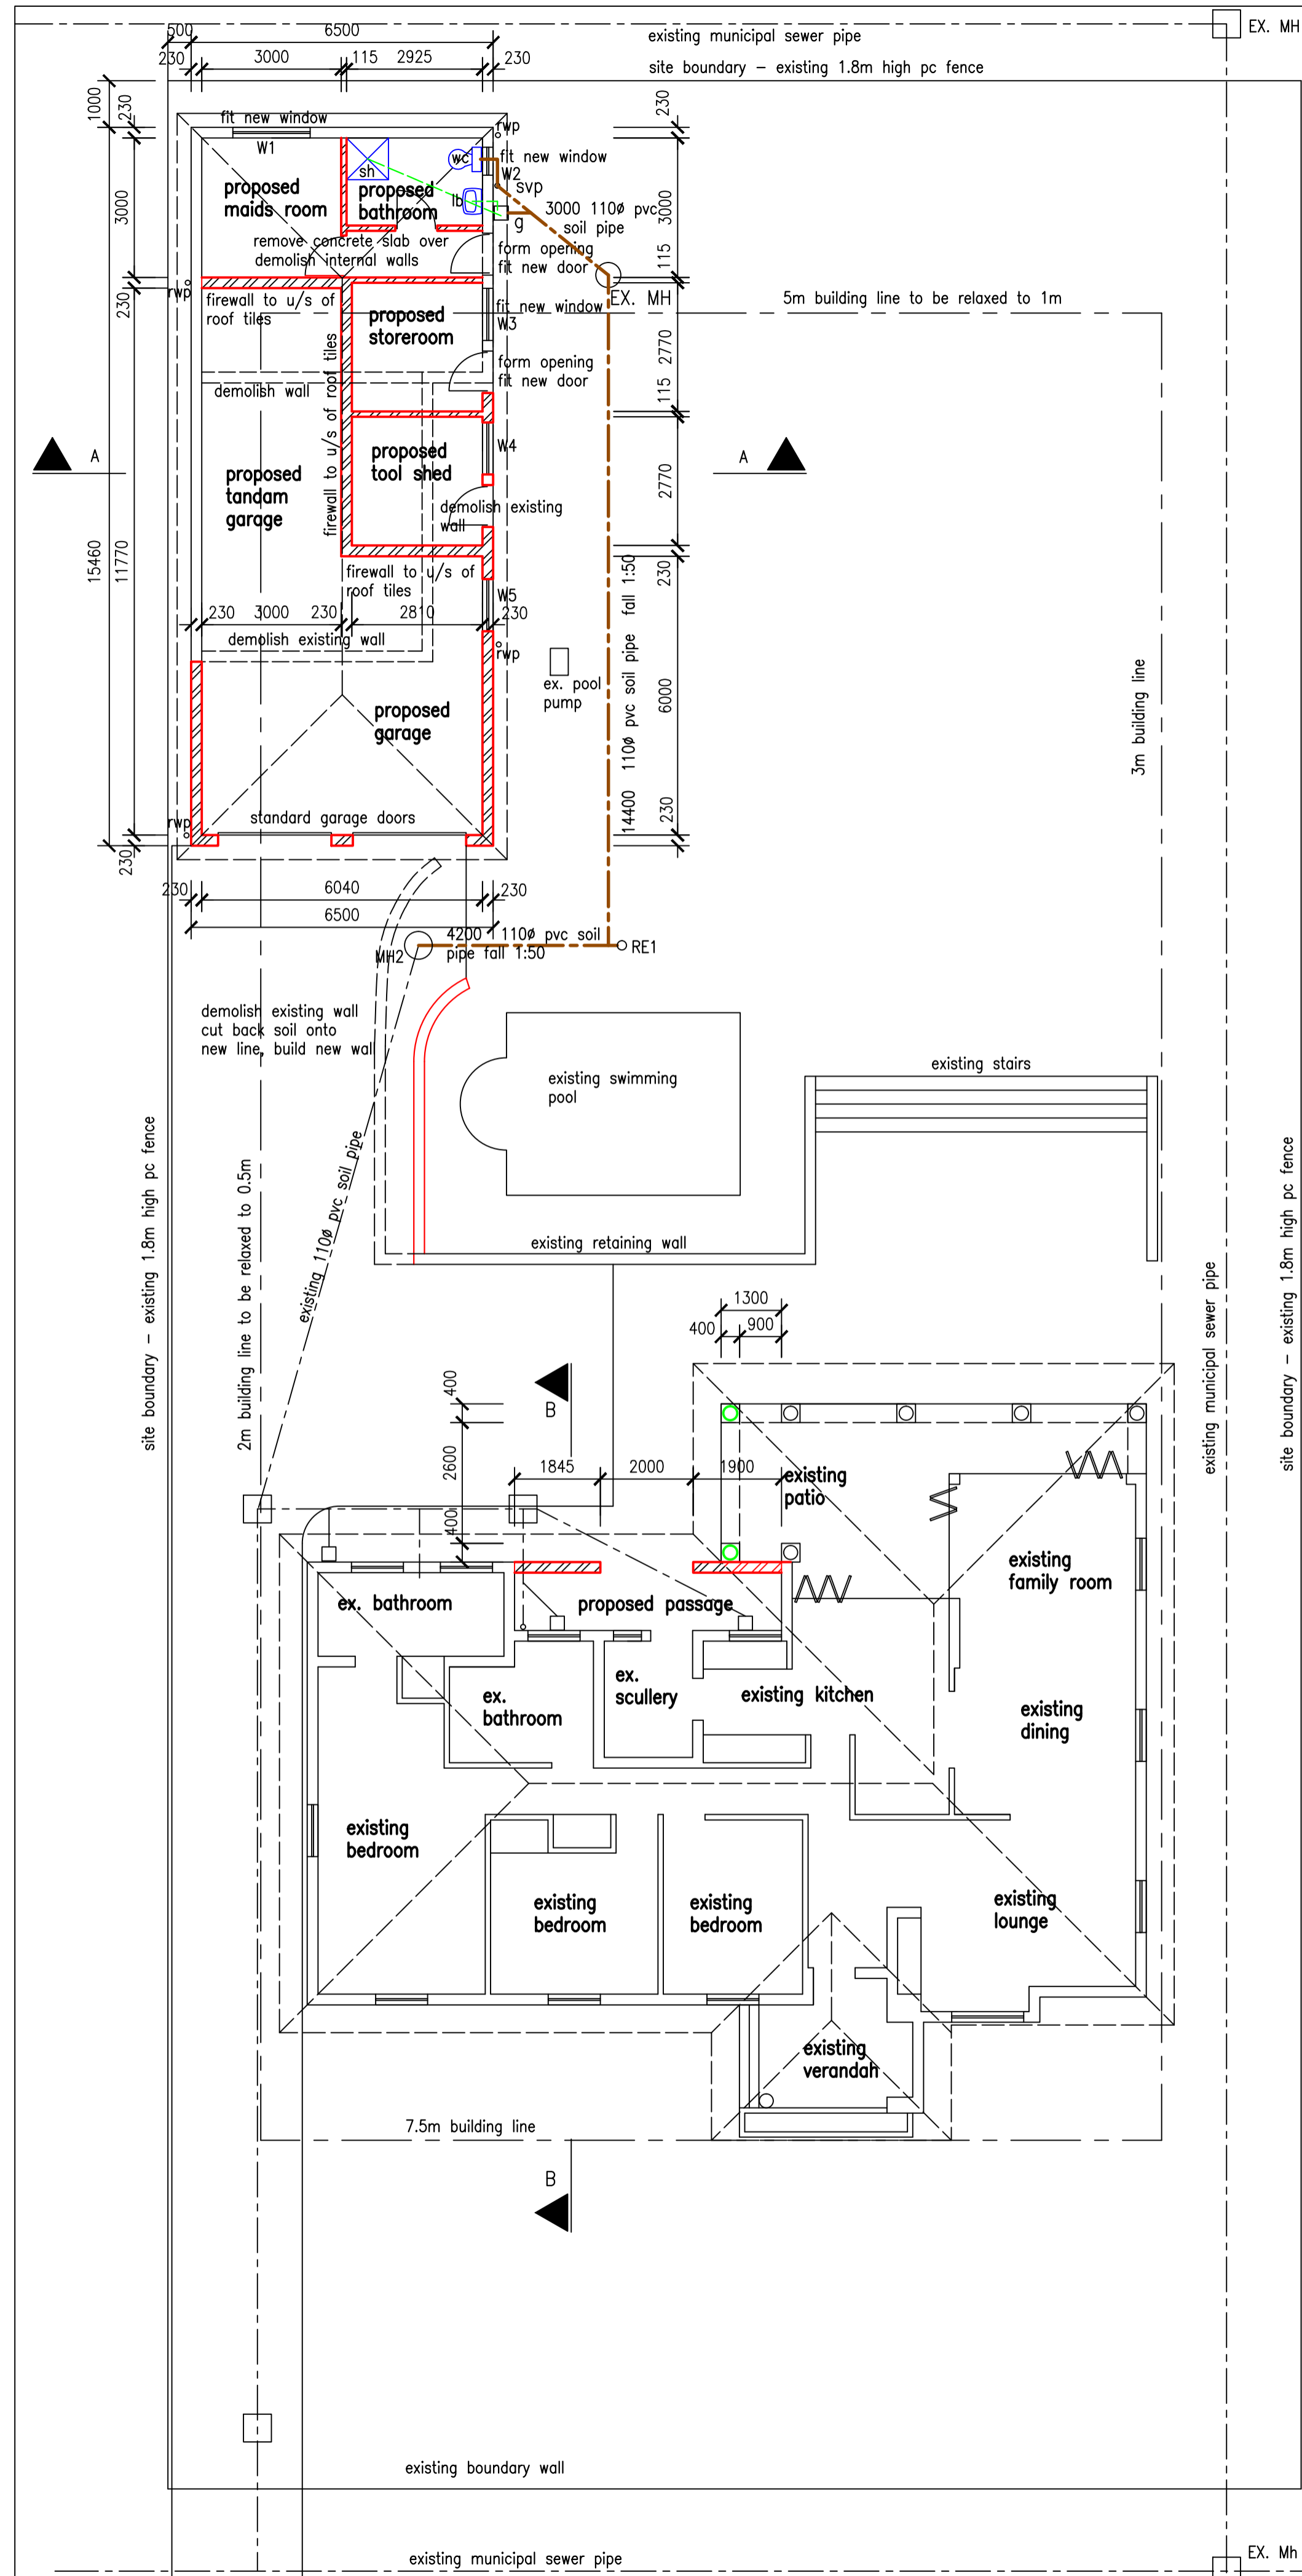 EX. MH
500
6500
existing municipal sewer pipe
230
3000
115
2925
230
site boundary – existing 1.8m high pc fence
1000
230
230
fit new window
rwp
W1
wc
fit new window
W2
sh
svp
proposed
maids room
proposed
bathroom
lb
3000 110ø pvc
soil pipe
g
3000
3000
remove concrete slab over
demolish internal walls
form opening
fit new door
115
rwp
230
firewall to u/s of
roof tiles
EX. MH
5m building line to be relaxed to 1m
fit new window
W3
proposed
storeroom
firewall to u/s of roof tiles
2770
form opening
fit new door
demolish wall
115
A
A
W4
proposed
tool shed
proposed
tandam
garage
2770
demolish existing
wall
15460
11770
firewall to u/s of
roof tiles
230
W5
230
3000
230
2810
230
demolish existing wall
rwp
ex. pool
pump
14400 110ø pvc soil pipe fall 1:50
6000
3m building line
proposed
garage
rwp
standard garage doors
230
230
230
6040
230
6500
4200 110ø pvc soil
pipe fall 1:50
MH2
RE1
demolish existing wall
cut back soil onto
new line, build new wall
existing swimming
pool
existing stairs
site boundary – existing 1.8m high pc fence
2m building line to be relaxed to 0.5m
existing 110ø pvc soil pipe
existing retaining wall
existing municipal sewer pipe
site boundary – existing 1.8m high pc fence
1300
400
900
400
B
2600
1845
2000
1900
existing
patio
400
existing
family room
ex. bathroom
proposed passage
ex.
scullery
ex.
bathroom
existing kitchen
existing
dining
existing
bedroom
existing
bedroom
existing
bedroom
existing
lounge
existing
verandah
7.5m building line
B
existing boundary wall
existing municipal sewer pipe
EX. Mh